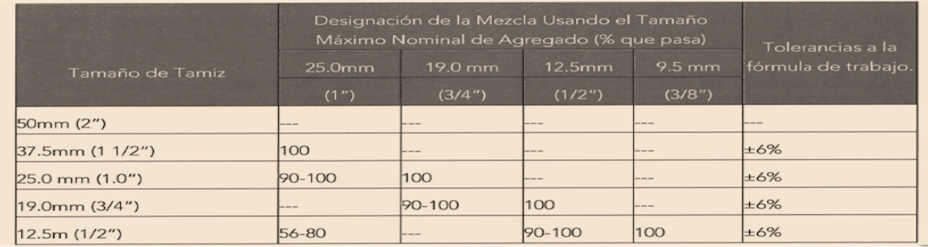 Designación de la Mezcla Usando el Tamaño
Máximo Nominal de Agregado (% que pasa)
Tolerancias a la
fórmula de trabajo.
Tamaño de Tamiz
25.0mm 19.0 mm 12.5mm 9.5 mm
(1”) (3/4”) (1/2”) (3/8”)
50mm (2”) --- --- --- --- ---
37.5mm (1 1/2”) 100 --- --- --- ±6%
25.0 mm (1.0”) 90-100 100 --- --- ±6%
19.0mm (3/4”) --- 90-100 100 --- ±6%
12.5m (1/2”) 56-80 --- 90-100 100 ±6%